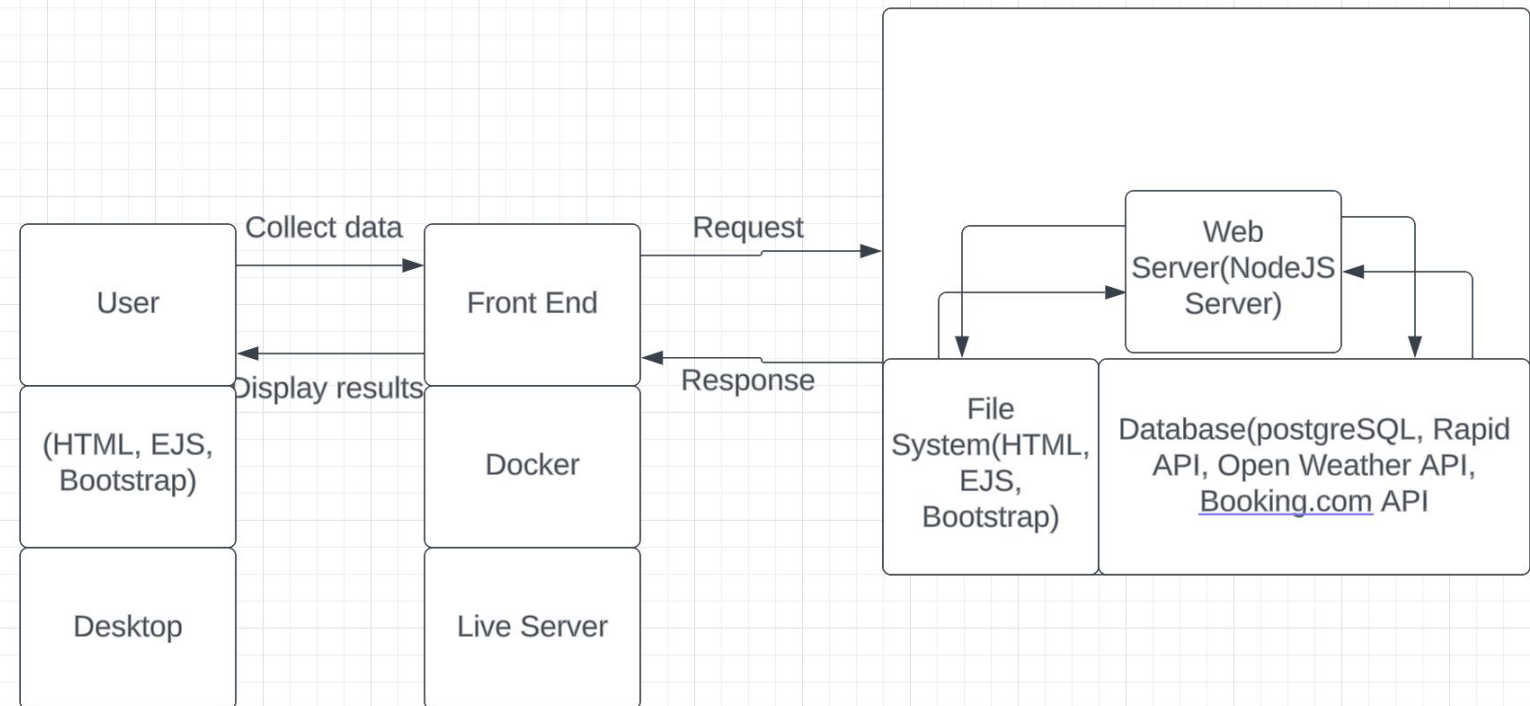 Collect data
Request
User
Front End
Web
Server(NodeJS
Server)
Display results
Response
(HTML, EJS,
Bootstrap)
Docker
File
System(HTML,
EJS,
Bootstrap)
Database(postgreSQL, Rapid
API, Open Weather API,
Booking.com API
Desktop
Live Server